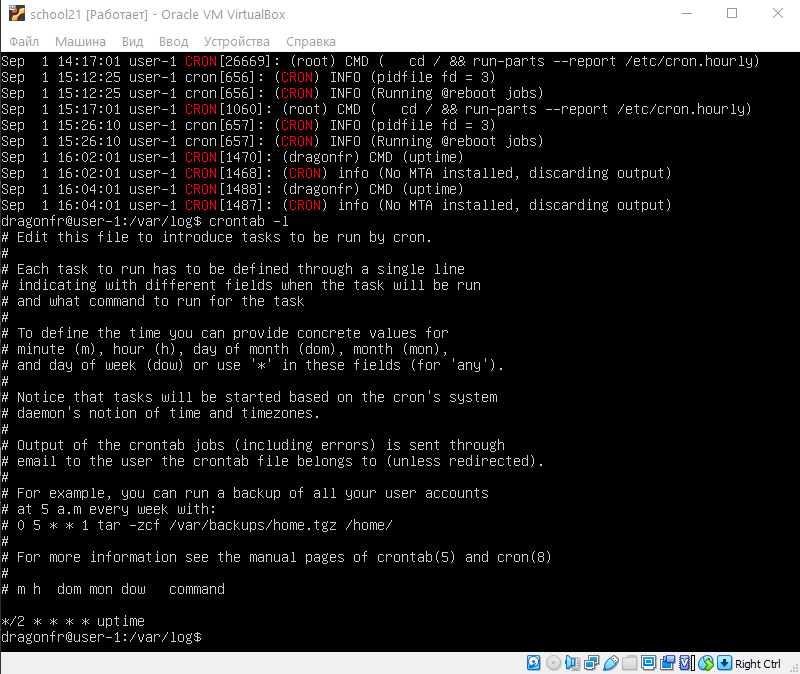 school21 [Работает] - Oracle VM VirtualBox
Файл Машина Вид Ввод Устройства Справка
Sep  1 14:17:01 user-1 CRON[26669]: (root) CMD (   cd / && run-parts --report /etc/cron.hourly)
Sep  1 15:12:25 user-1 cron[656]: (CRON) INFO (pidfile fd = 3)
Sep  1 15:12:25 user-1 cron[656]: (CRON) INFO (Running @reboot jobs)
Sep  1 15:17:01 user-1 CRON[1060]: (root) CMD (   cd / && run-parts --report /etc/cron.hourly)
Sep  1 15:26:10 user-1 cron[657]: (CRON) INFO (pidfile fd = 3)
Sep  1 15:26:10 user-1 cron[657]: (CRON) INFO (Running @reboot jobs)
Sep  1 16:02:01 user-1 CRON[1470]: (dragonfr) CMD (uptime)
Sep  1 16:02:01 user-1 CRON[1468]: (CRON) info (No MTA installed, discarding output)
Sep  1 16:04:01 user-1 CRON[1488]: (dragonfr) CMD (uptime)
Sep  1 16:04:01 user-1 CRON[1487]: (CRON) info (No MTA installed, discarding output)
dragonfr@user-1:/var/log$ crontab -l
# Edit this file to introduce tasks to be run by cron.
#
# Each task to run has to be defined through a single line
# indicating with different fields when the task will be run
# and what command to run for the task
#
# To define the time you can provide concrete values for
# minute (m), hour (h), day of month (dom), month (mon),
# and day of week (dow) or use '*' in these fields (for 'any').
#
# Notice that tasks will be started based on the cron's system
# daemon's notion of time and timezones.
#
# Output of the crontab jobs (including errors) is sent through
# email to the user the crontab file belongs to (unless redirected).
#
# For example, you can run a backup of all your user accounts
# at 5 a.m every week with:
# 0 5 * * 1 tar -zcf /var/backups/home.tgz /home/
#
# For more information see the manual pages of crontab(5) and cron(8)
#
# m h  dom mon dow   command
*/2 * * * * uptime
dragonfr@user-1:/var/log$
Right Ctrl